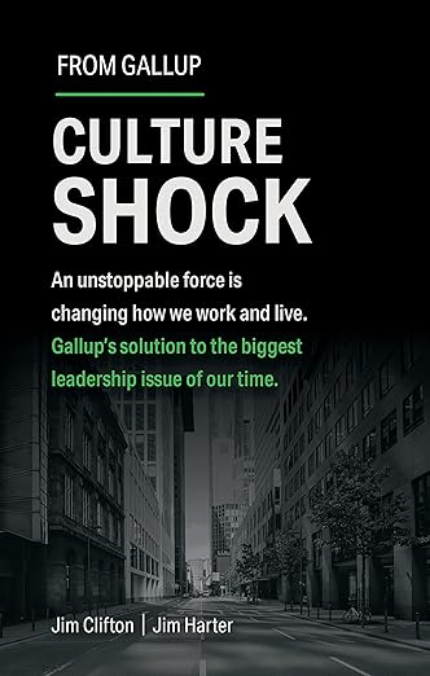 FROM GALLUP
CULTURE
SHOCK
An unstoppable force is
changing how we work and live.
Gallup's solution to the biggest
leadership issue of our time.
Jim Clifton | Jim Harter